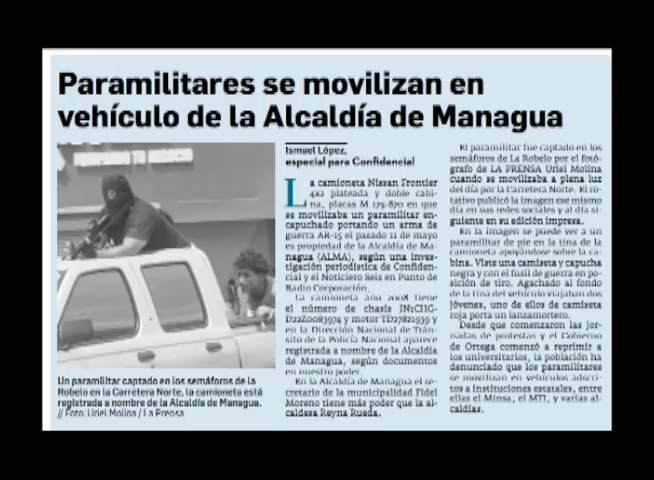 Paramilitares se movilizan en
vehículo de la Alcaldía de Managua
Un paramilitar captado en los semáforos de la
Robelo en la Carretera Norte, la camioneta está
registrada a nombre de la Alcaldía de Managua.
// Foto: Uriel Molina / La Prensa
Ismael López,
especial para Confidencial
La camioneta Nissan Frontier
4x2 plateada y doble cabi-
na, placas M 175-870 en que
se movilizaba un paramilitar en-
capuchado portando un arma de
guerra AR-15 el pasado 11 de mayo
es propiedad de la Alcaldía de Ma-
nagua (ALMA), según una inves-
tigación periodística de Confiden-
cial y el Noticiero Seis en Punto de
Radio Corporación.
La camioneta año 2008 tiene
el número de chasis
y motor
en la Dirección Nacional de Trán-
sito de la Policía Nacional aparece
registrada a nombre de la Alcaldía
de Managua, según documentos
en nuestro poder.
En la Alcaldía de Managua el se-
cretario de la municipalidad Fidel
Moreno tiene más poder que la al-
caldesa Reyna Rueda.
El paramilitar fue captado en los
semáforos de La Robelo por el fotó-
grafo de LA PRENSA Uriel Molina
cuando se movilizaba a plena luz
del día por la Carretera Norte. El ro-
tativo publicó la imagen ese mismo
día en sus redes sociales y al día si-
guiente en su edición impresa.
En la imagen se puede ver a un
paramilitar de pie en la tina de la
camioneta apoyándose sobre la ca-
bina. Viste una camiseta y capucha
negra y con el fusil de guerra en po-
sición de tiro. Agachado al fondo
de la tina del vehículo viajaban dos
jóvenes, uno de ellos de camiseta
roja porta un lanzamortero.
Desde que comenzaron las jor-
nadas de protestas y el Gobierno
de Ortega comenzó a reprimir a
los universitarios, la población ha
denunciado que los paramilitares
se movilizan en vehículos adscri-
tos a instituciones estatales, entre
ellas el Minsa, el MTI, y varias al-
caldías.